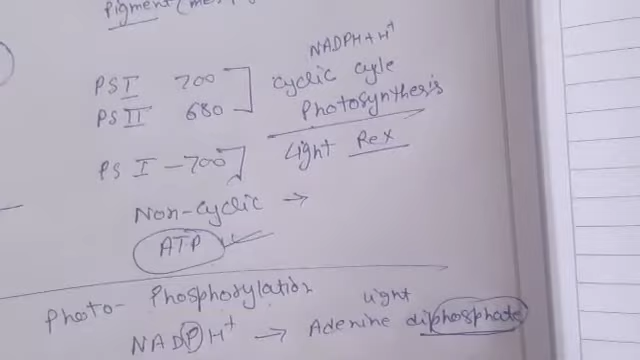 Pigment
NADPH + H+
PS I 700 cyclic cycle
PS II 680 Photosynthesis
PS I - 700 Light Rex
Non-cyclic →
ATP
Photo- Phosphorylation
light
NADPH+ → Adenine diphosphate